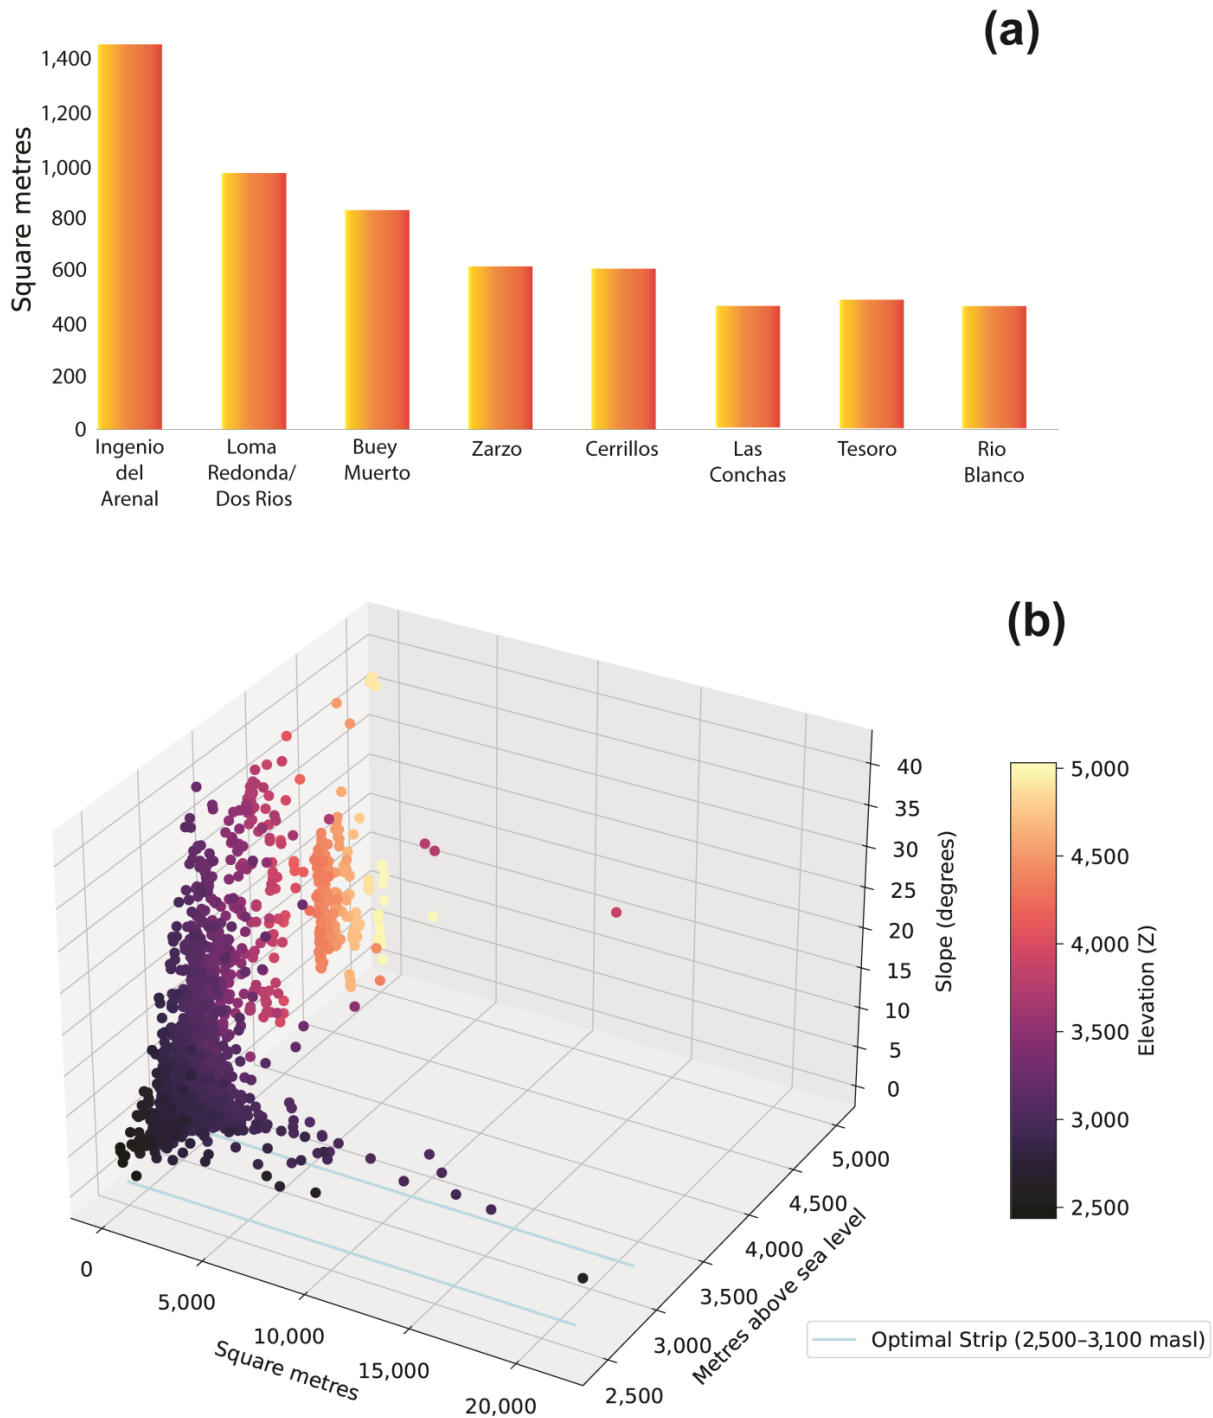 (a)
Square metres
1,400
1,200
1,000
800
600
400
200
0
Ingenio
del
Arenal
Loma
Redonda/
Dos Rios
Buey
Muerto
Zarzo
Cerrillos
Las
Conchas
Tesoro
Rio
Blanco
(b)
40
35
30
25
20
15
10
5
0
Slope (degrees)
5,000
4,500
4,000
3,500
3,000
2,500
Metres above sea level
0
5,000
10,000
15,000
20,000
Square metres
5,000
4,500
4,000
3,500
3,000
2,500
Elevation (Z)
Optimal Strip (2,500–3,100 masl)